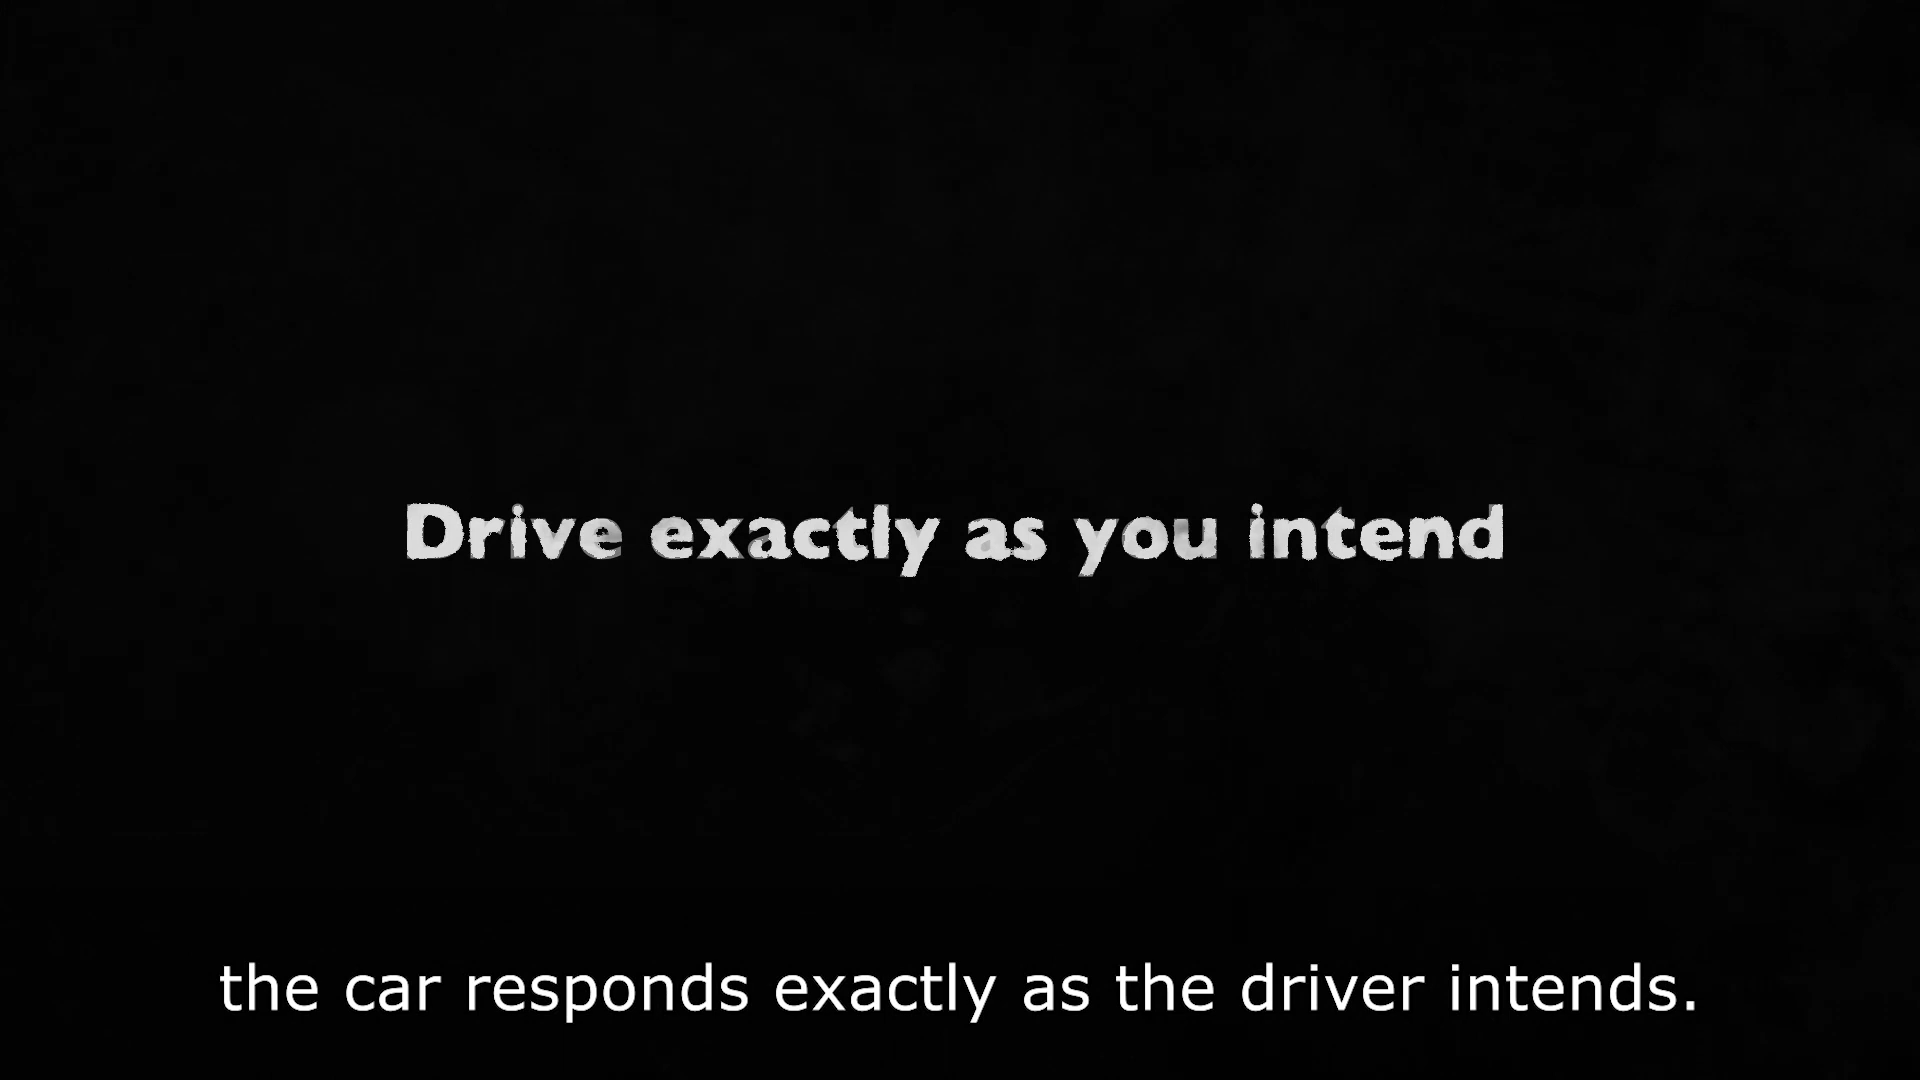 Drive exactly as you intend
the car responds exactly as the driver intends.